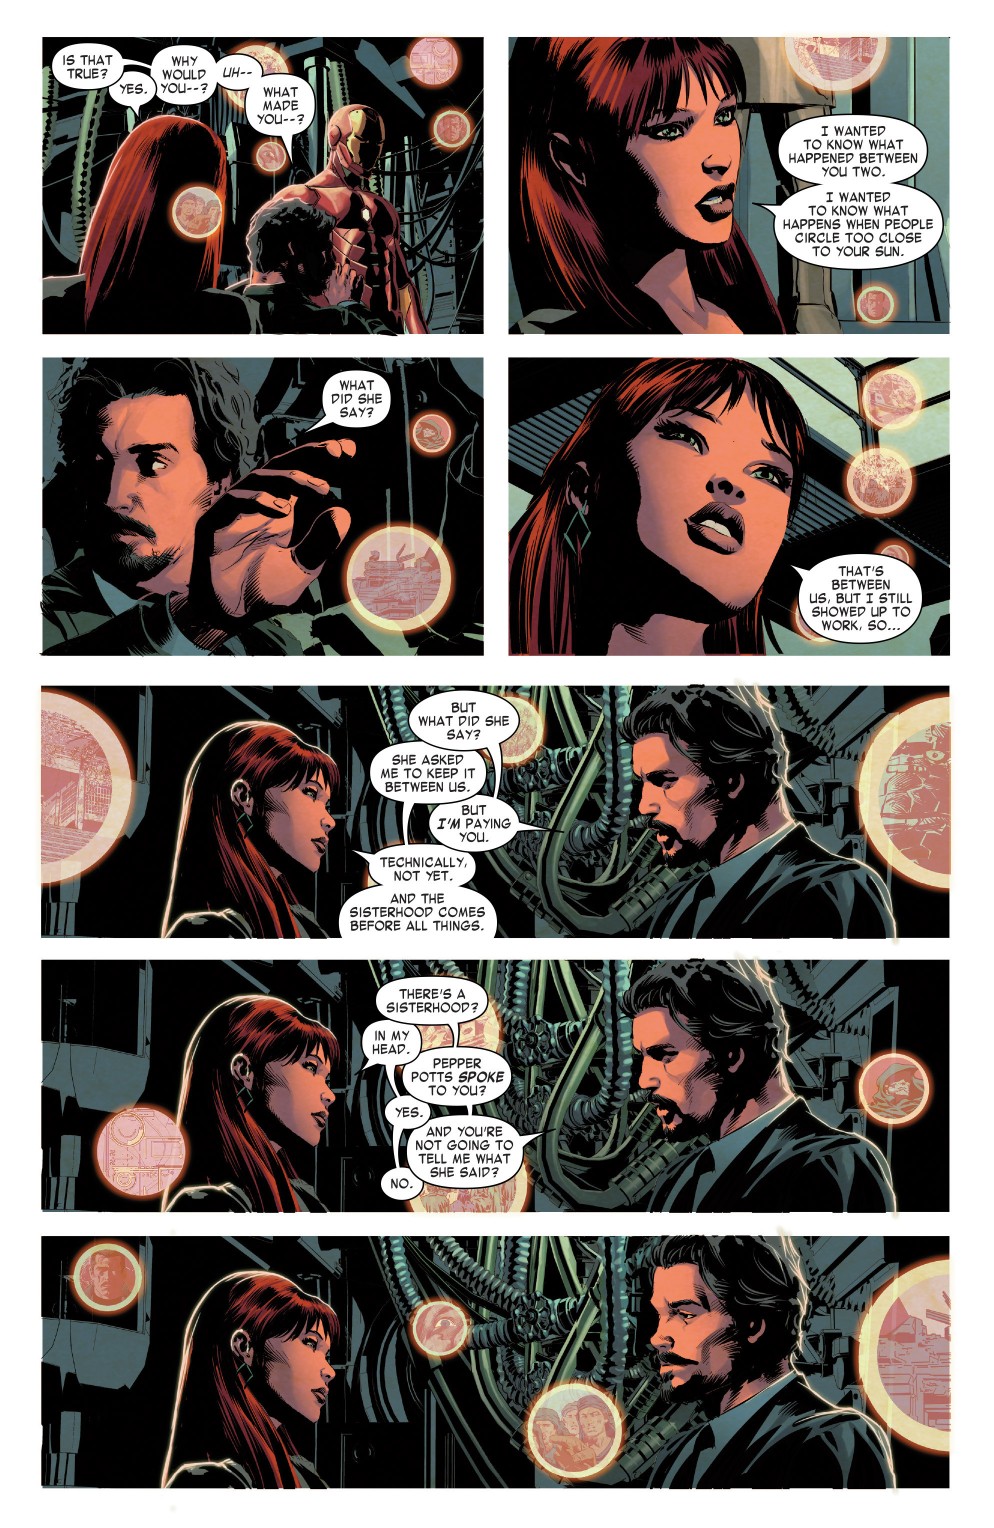 IS THAT
TRUE?
YES.
WHY
WOULD
YOU--?
UH--
WHAT
MADE
YOU--?
I WANTED
TO KNOW WHAT
HAPPENED BETWEEN
YOU TWO.
I WANTED
TO KNOW WHAT
HAPPENS WHEN PEOPLE
CIRCLE TOO CLOSE
TO YOUR SUN.
WHAT
DID SHE
SAY?
THAT'S
BETWEEN
US, BUT I STILL
SHOWED UP TO
WORK, SO...
BUT
WHAT DID SHE
SAY?
SHE ASKED
ME TO KEEP IT
BETWEEN US.
BUT
I'M PAYING
YOU.
TECHNICALLY,
NOT YET.
AND THE
SISTERHOOD COMES
BEFORE ALL THINGS.
THERE'S A
SISTERHOOD?
IN MY
HEAD.
PEPPER
POTTS SPOKE
TO YOU?
YES.
AND YOU'RE
NOT GOING TO
TELL ME WHAT
SHE SAID?
NO.